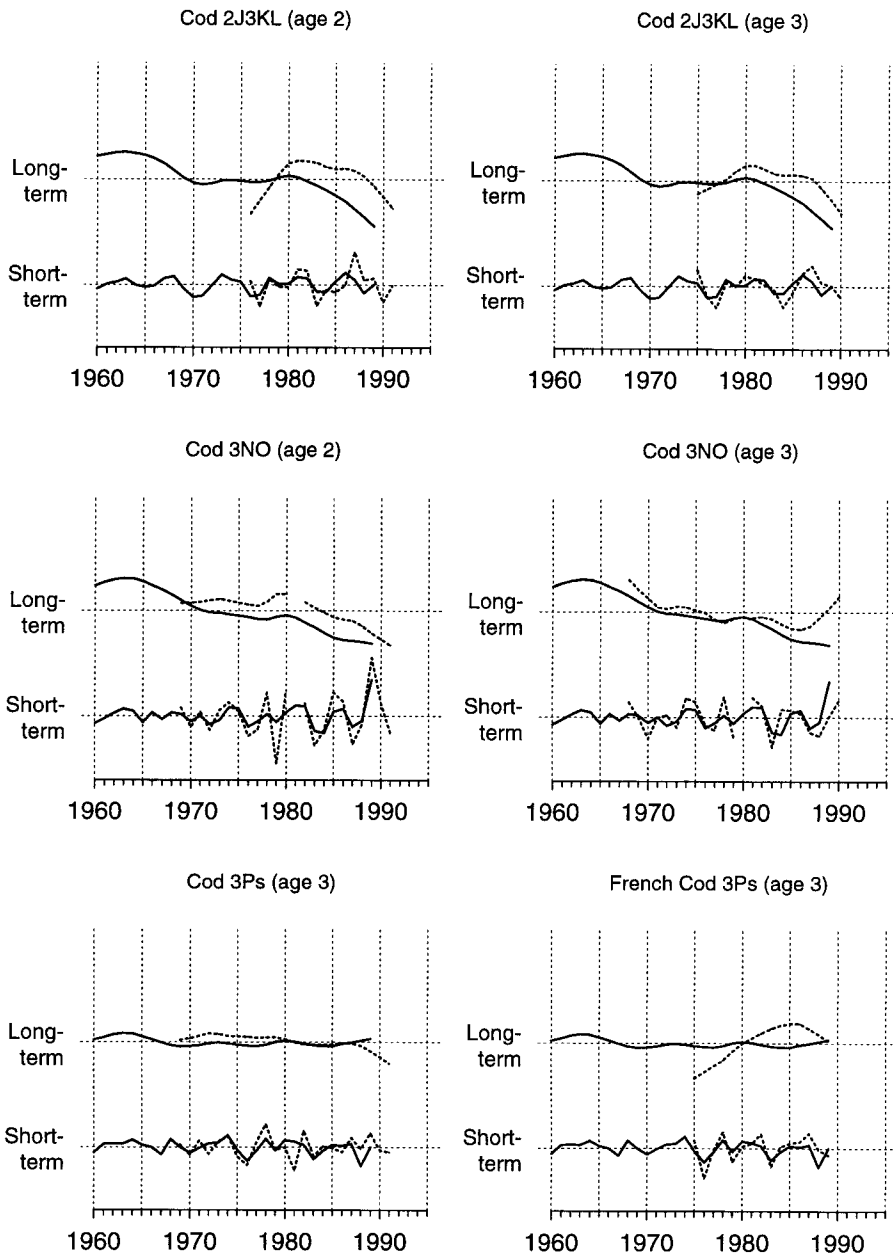 Cod 2J3KL (age 2)
Long-
term
Short-
term
1960 1970 1980 1990
Cod 2J3KL (age 3)
Long-
term
Short-
term
1960 1970 1980 1990
Cod 3NO (age 2)
Long-
term
Short-
term
1960 1970 1980 1990
Cod 3NO (age 3)
Long-
term
Short-
term
1960 1970 1980 1990
Cod 3Ps (age 3)
Long-
term
Short-
term
1960 1970 1980 1990
French Cod 3Ps (age 3)
Long-
term
Short-
term
1960 1970 1980 1990